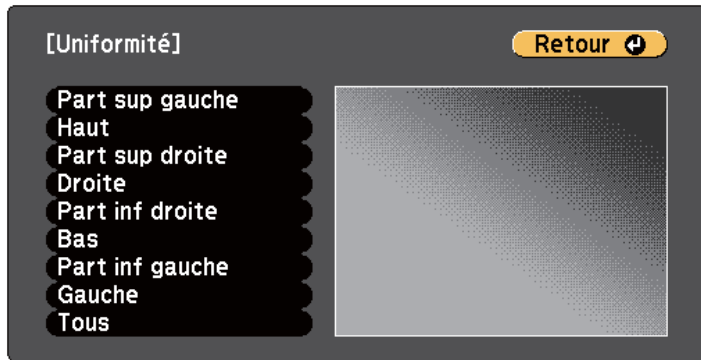 [Uniformité]
Retour
Part sup gauche
Haut
Part sup droite
Droite
Part inf droite
Bas
Part inf gauche
Gauche
Tous